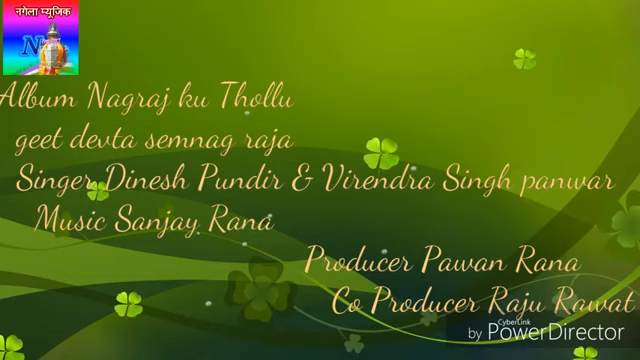 नगेला म्यूजिक
N
Album Nagraj ku Thollu
geet devta semnag raja
Singer Dinesh Pundir & Virendra Singh panwar
Music Sanjay Rana
Producer Pawan Rana
Co Producer Raju Rawat
by CyberLink PowerDirector